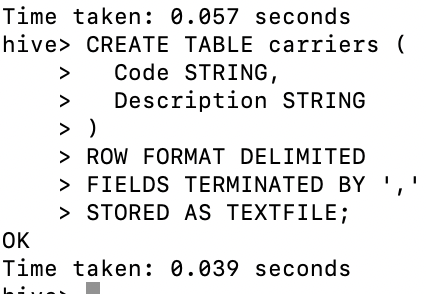 Time taken: 0.057 seconds
hive> CREATE TABLE carriers (
    >   Code STRING,
    >   Description STRING
    > )
    > ROW FORMAT DELIMITED
    > FIELDS TERMINATED BY ','
    > STORED AS TEXTFILE;
OK
Time taken: 0.039 seconds
hive>